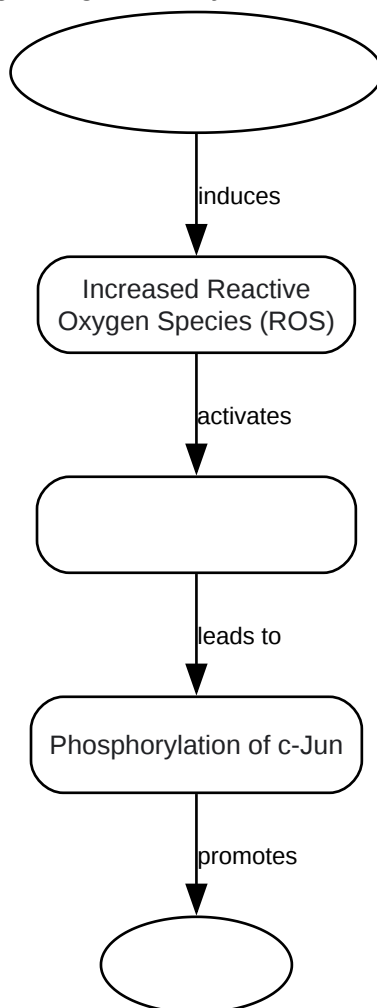 induces
Increased Reactive
Oxygen Species (ROS)
activates
leads to
Phosphorylation of c-Jun
promotes